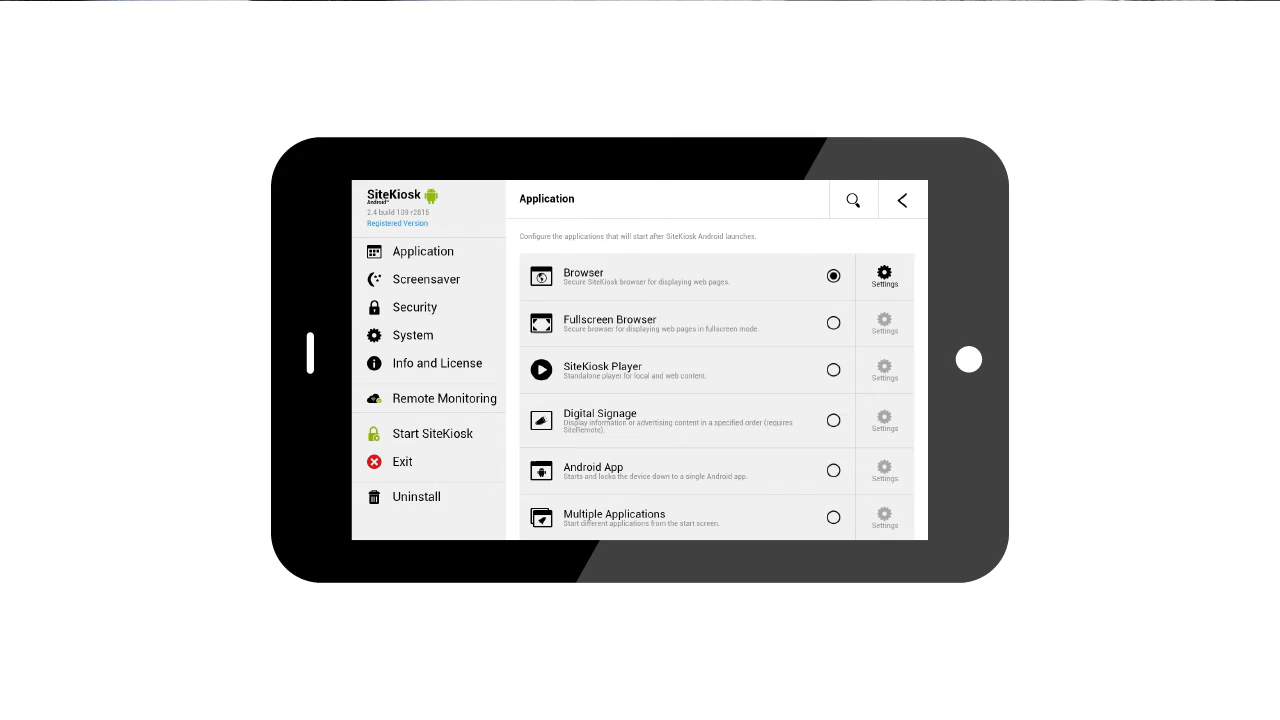 SiteKiosk
Android™
2.4 build 109 r2815
Registered Version
Application
Screensaver
Security
System
Info and License
Remote Monitoring
Start SiteKiosk
Exit
Uninstall
Application
Configure the applications that will start after SiteKiosk Android launches.
Browser
Secure SiteKiosk browser for displaying web pages.
Settings
Fullscreen Browser
Secure browser for displaying web pages in fullscreen mode.
Settings
SiteKiosk Player
Standalone player for local and web content.
Settings
Digital Signage
Display information or advertising content in a specified order (requires
SiteRemote).
Settings
Android App
Starts and locks the device down to a single Android app.
Settings
Multiple Applications
Start different applications from the start screen.
Settings